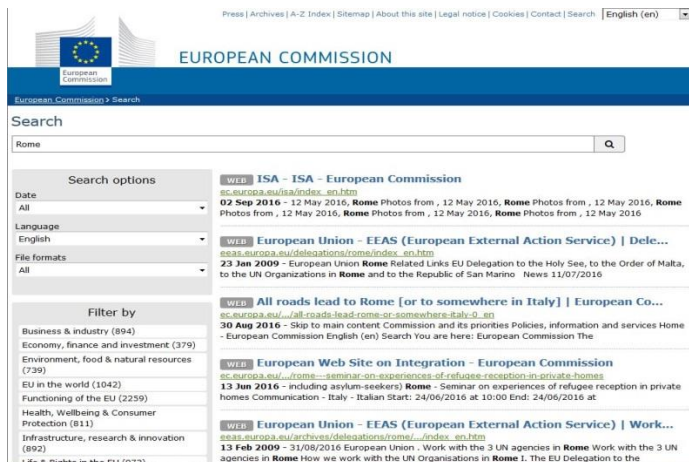 Press | Archives | A-Z Index | Sitemap | About this site | Legal notice | Cookies | Contact | Search English (en)
European
Commission
EUROPEAN COMMISSION
European Commission > Search
Search
Rome
Search options
Date
All
Language
English
File formats
All
Filter by
Business & industry (894)
Economy, finance and investment (379)
Environment, food & natural resources
(739)
EU in the world (1042)
Functioning of the EU (2259)
Health, Wellbeing & Consumer
Protection (811)
Infrastructure, research & innovation
(892)
WEB ISA - ISA - European Commission
ec.europa.eu/isa/index_en.htm
02 Sep 2016 - 12 May 2016, Rome Photos from , 12 May 2016, Rome Photos from , 12 May 2016, Rome
Photos from , 12 May 2016, Rome Photos from , 12 May 2016, Rome Photos from , 12 May 2016
WEB European Union - EEAS (European External Action Service) | Dele...
eeas.europa.eu/delegations/rome/index_en.htm
23 Jan 2009 - European Union Rome Related Links EU Delegation to the Holy See, to the Order of Malta,
to the UN Organizations in Rome and to the Republic of San Marino News 11/07/2016
WEB All roads lead to Rome [or to somewhere in Italy] | European Co...
ec.europa.eu/.../all-roads-lead-rome-or-somewhere-italy-0_en
30 Aug 2016 - Skip to main content Commission and its priorities Policies, information and services Home
- European Commission English (en) Search You are here: European Commission The
WEB European Web Site on Integration - European Commission
ec.europa.eu/.../rome---seminar-on-experiences-of-refugee-reception-in-private-homes
13 Jun 2016 - including asylum-seekers) Rome - Seminar on experiences of refugee reception in private
homes Communication - Italy - Italian Start: 24/06/2016 at 10:00 End: 24/06/2016 at
WEB European Union - EEAS (European External Action Service) | Work...
eeas.europa.eu/archives/delegations/rome/.../index_en.htm
13 Feb 2009 - 31/08/2016 European Union . Work with the 3 UN agencies in Rome Work with the 3 UN
agencies in Rome How we work with the UN Organisations in Rome I. The EU Delegation to the